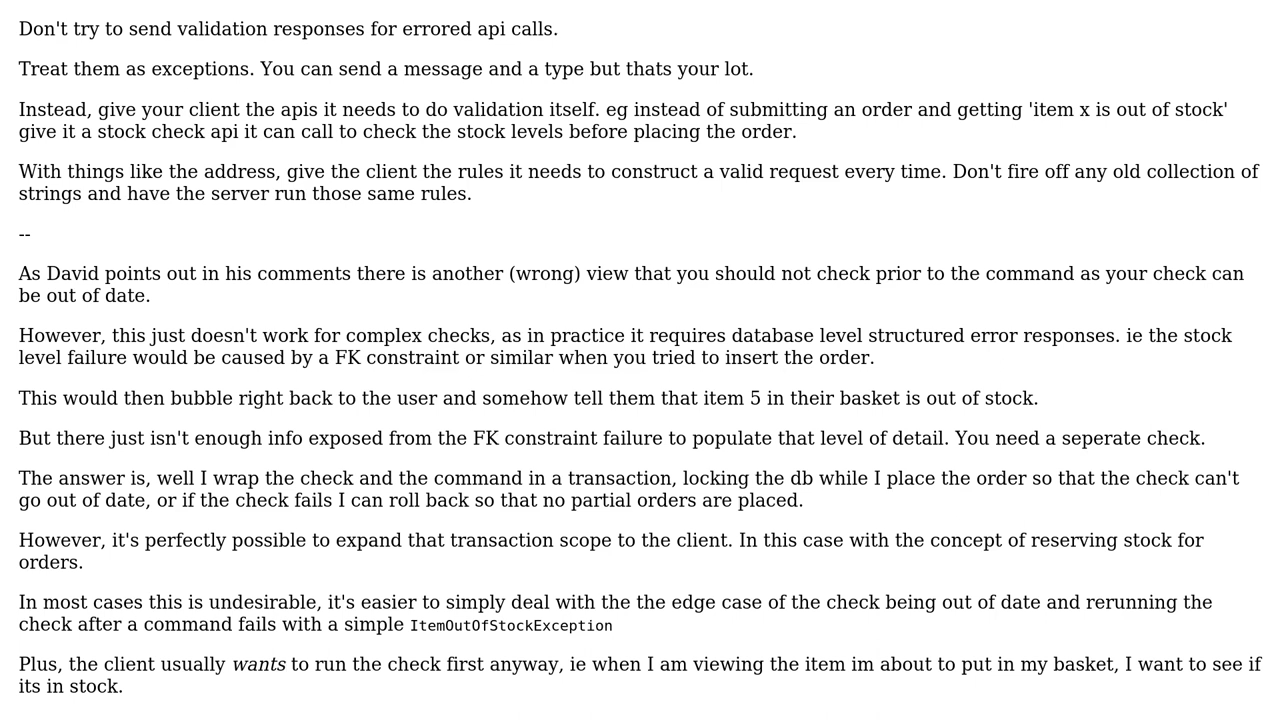 Don't try to send validation responses for errored api calls.
Treat them as exceptions. You can send a message and a type but thats your lot.
Instead, give your client the apis it needs to do validation itself. eg instead of submitting an order and getting 'item x is out of stock'
give it a stock check api it can call to check the stock levels before placing the order.
With things like the address, give the client the rules it needs to construct a valid request every time. Don't fire off any old collection of
strings and have the server run those same rules.
--
As David points out in his comments there is another (wrong) view that you should not check prior to the command as your check can
be out of date.
However, this just doesn't work for complex checks, as in practice it requires database level structured error responses. ie the stock
level failure would be caused by a FK constraint or similar when you tried to insert the order.
This would then bubble right back to the user and somehow tell them that item 5 in their basket is out of stock.
But there just isn't enough info exposed from the FK constraint failure to populate that level of detail. You need a seperate check.
The answer is, well I wrap the check and the command in a transaction, locking the db while I place the order so that the check can't
go out of date, or if the check fails I can roll back so that no partial orders are placed.
However, it's perfectly possible to expand that transaction scope to the client. In this case with the concept of reserving stock for
orders.
In most cases this is undesirable, it's easier to simply deal with the the edge case of the check being out of date and rerunning the
check after a command fails with a simple ItemOutOfStockException
Plus, the client usually wants to run the check first anyway, ie when I am viewing the item im about to put in my basket, I want to see if
its in stock.